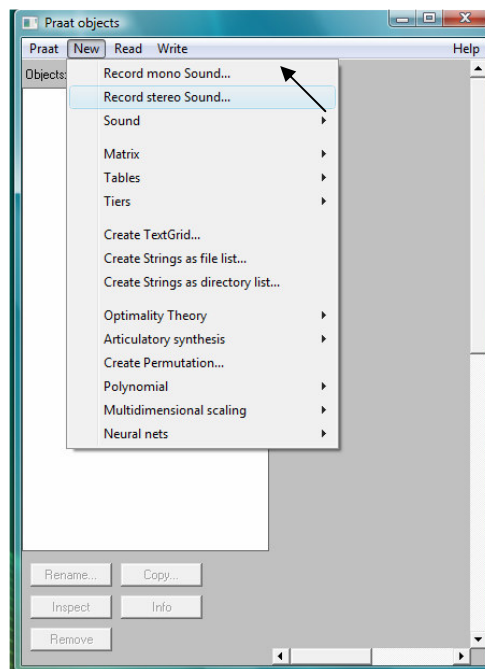 Praat objects
Praat New Read Write Help
Objects:
Record mono Sound...
Record stereo Sound...
Sound
Matrix
Tables
Tiers
Create TextGrid...
Create Strings as file list...
Create Strings as directory list...
Optimality Theory
Articulatory synthesis
Create Permutation...
Polynomial
Multidimensional scaling
Neural nets
Rename... Copy...
Inspect Info
Remove